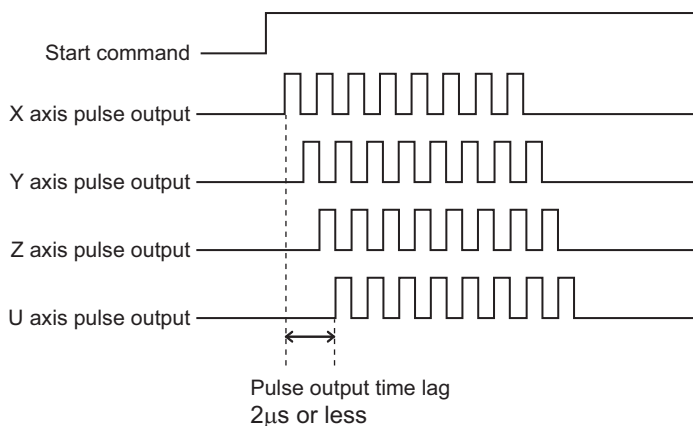 Start command
X axis pulse output
Y axis pulse output
Z axis pulse output
U axis pulse output
Pulse output time lag
2μs or less